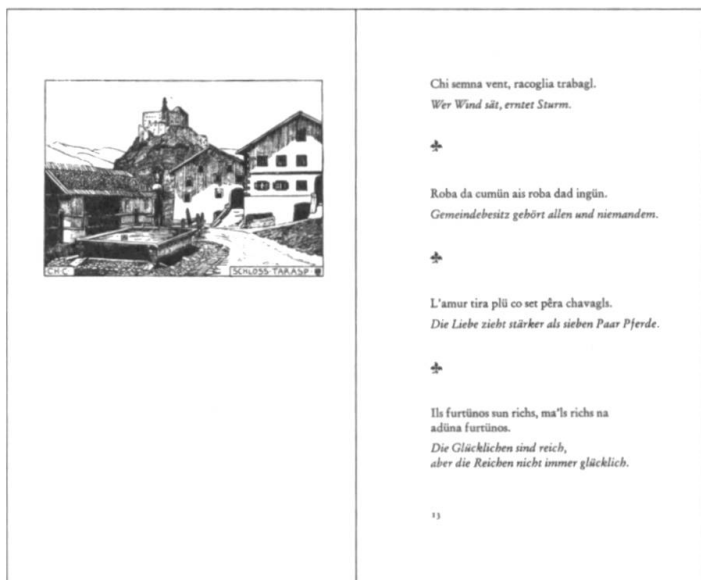 CH.C.
SCHLOSS-TARASP
Chi semna vent, racoglia trabagl.
Wer Wind sät, erntet Sturm.
Roba da cumün ais roba dad ingün.
Gemeindebesitz gehört allen und niemandem.
L'amur tira plü co set pêra chavagls.
Die Liebe zieht stärker als sieben Paar Pferde.
Ils furtünos sun richs, ma'ls richs na
adüna furtünos.
Die Glücklichen sind reich,
aber die Reichen nicht immer glücklich.
13